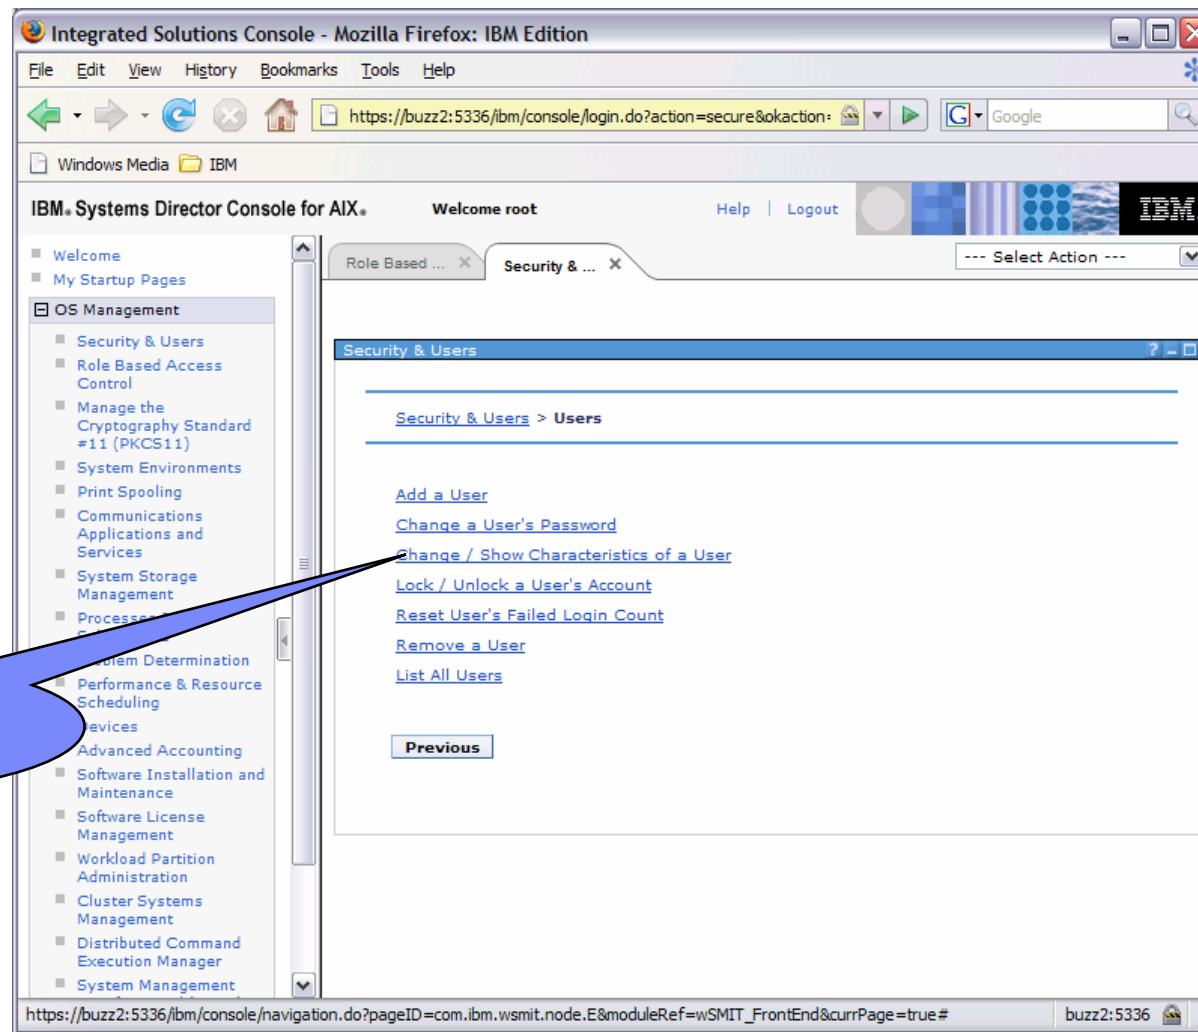 Integrated Solutions Console - Mozilla Firefox: IBM Edition
File Edit View History Bookmarks Tools Help
https://buzz2:5336/ibm/console/login.do?action=secure&okaction:
G Google
Windows Media IBM
IBM® Systems Director Console for AIX®
Welcome root
Help | Logout
IBM
Welcome
My Startup Pages
OS Management
Security & Users
Role Based Access
Control
Manage the
Cryptography Standard
#11 (PKCS11)
System Environments
Print Spooling
Communications
Applications and
Services
System Storage
Management
Determination
Performance & Resource
Scheduling
Advanced Accounting
Software Installation and
Maintenance
Software License
Management
Workload Partition
Administration
Cluster Systems
Management
Distributed Command
Execution Manager
System Management
Role Based ... X
Security & ... X
--- Select Action ---
Security & Users
Security & Users > Users
Add a User
Change a User's Password
Change / Show Characteristics of a User
Lock / Unlock a User's Account
Reset User's Failed Login Count
Remove a User
List All Users
Previous
https://buzz2:5336/ibm/console/navigation.do?pageID=com.ibm.wsmit.node.E&moduleRef=wSMIT_FrontEnd&currPage=true#
buzz2:5336